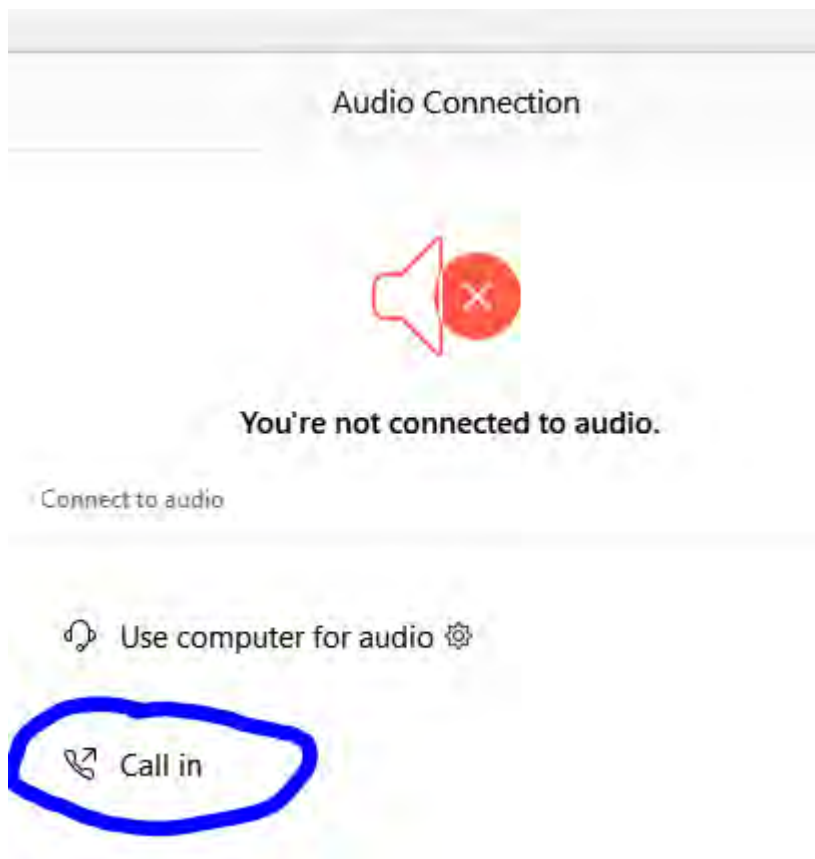 Audio Connection
You're not connected to audio.
Connect to audio
Use computer for audio
Call in